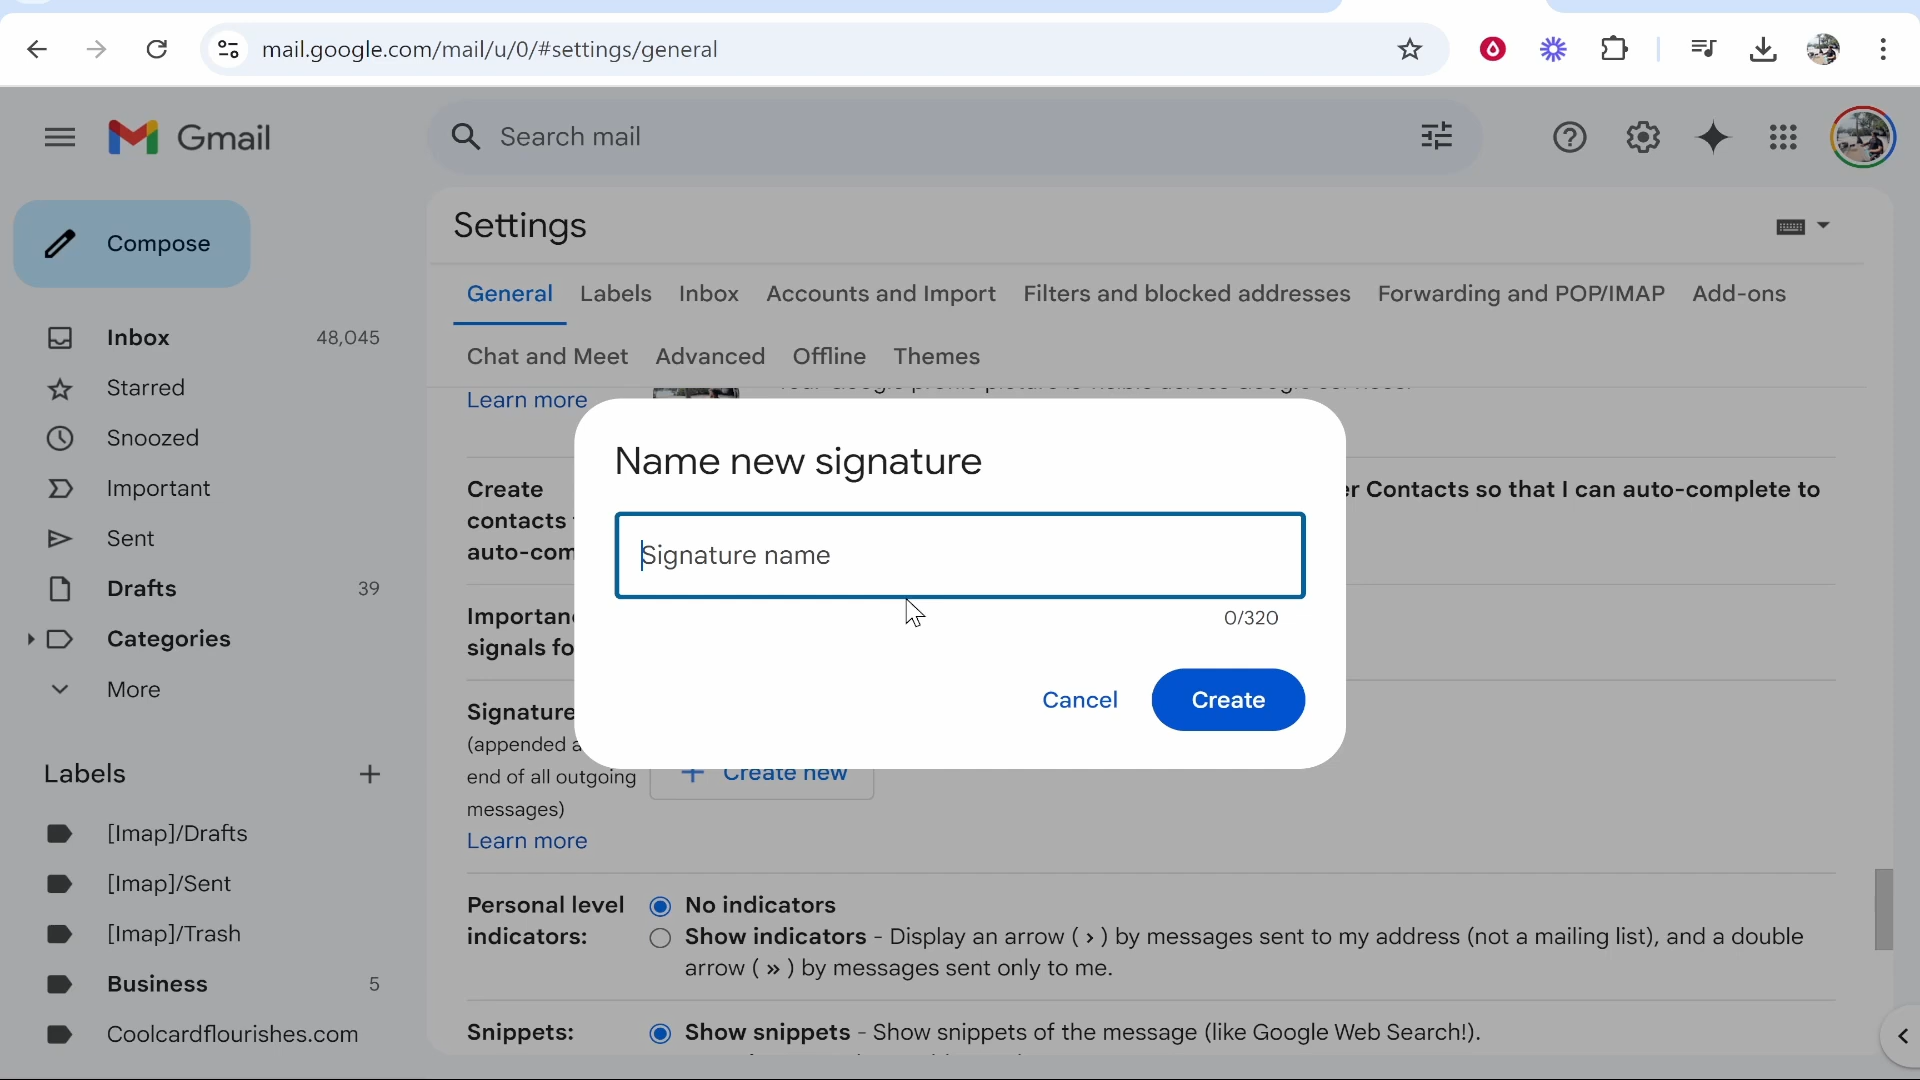 mail.google.com/mail/u/0/#settings/general
Gmail
Search mail
Compose
Inbox 48,045
Starred
Snoozed
Important
Sent
Drafts 39
Categories
More
Labels
[Imap]/Drafts
[Imap]/Sent
[Imap]/Trash
Business 5
Coolcardflourishes.com
Settings
General Labels Inbox Accounts and Import Filters and blocked addresses Forwarding and POP/IMAP Add-ons
Chat and Meet Advanced Offline Themes
Learn more
Create
contacts
auto-com
er Contacts so that I can auto-complete to
Importan
signals fo
Name new signature
Signature name
0/320
Cancel Create
Signature
(appended a
end of all outgoing
messages)
Learn more
+ Create new
Personal level
indicators:
No indicators
Show indicators - Display an arrow ( › ) by messages sent to my address (not a mailing list), and a double
arrow ( » ) by messages sent only to me.
Snippets:
Show snippets - Show snippets of the message (like Google Web Search!).